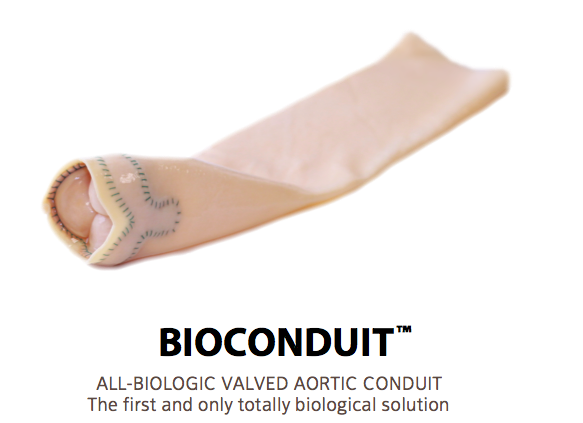 BIOCONDUIT™
ALL-BIOLOGIC VALVED AORTIC CONDUIT
The first and only totally biological solution